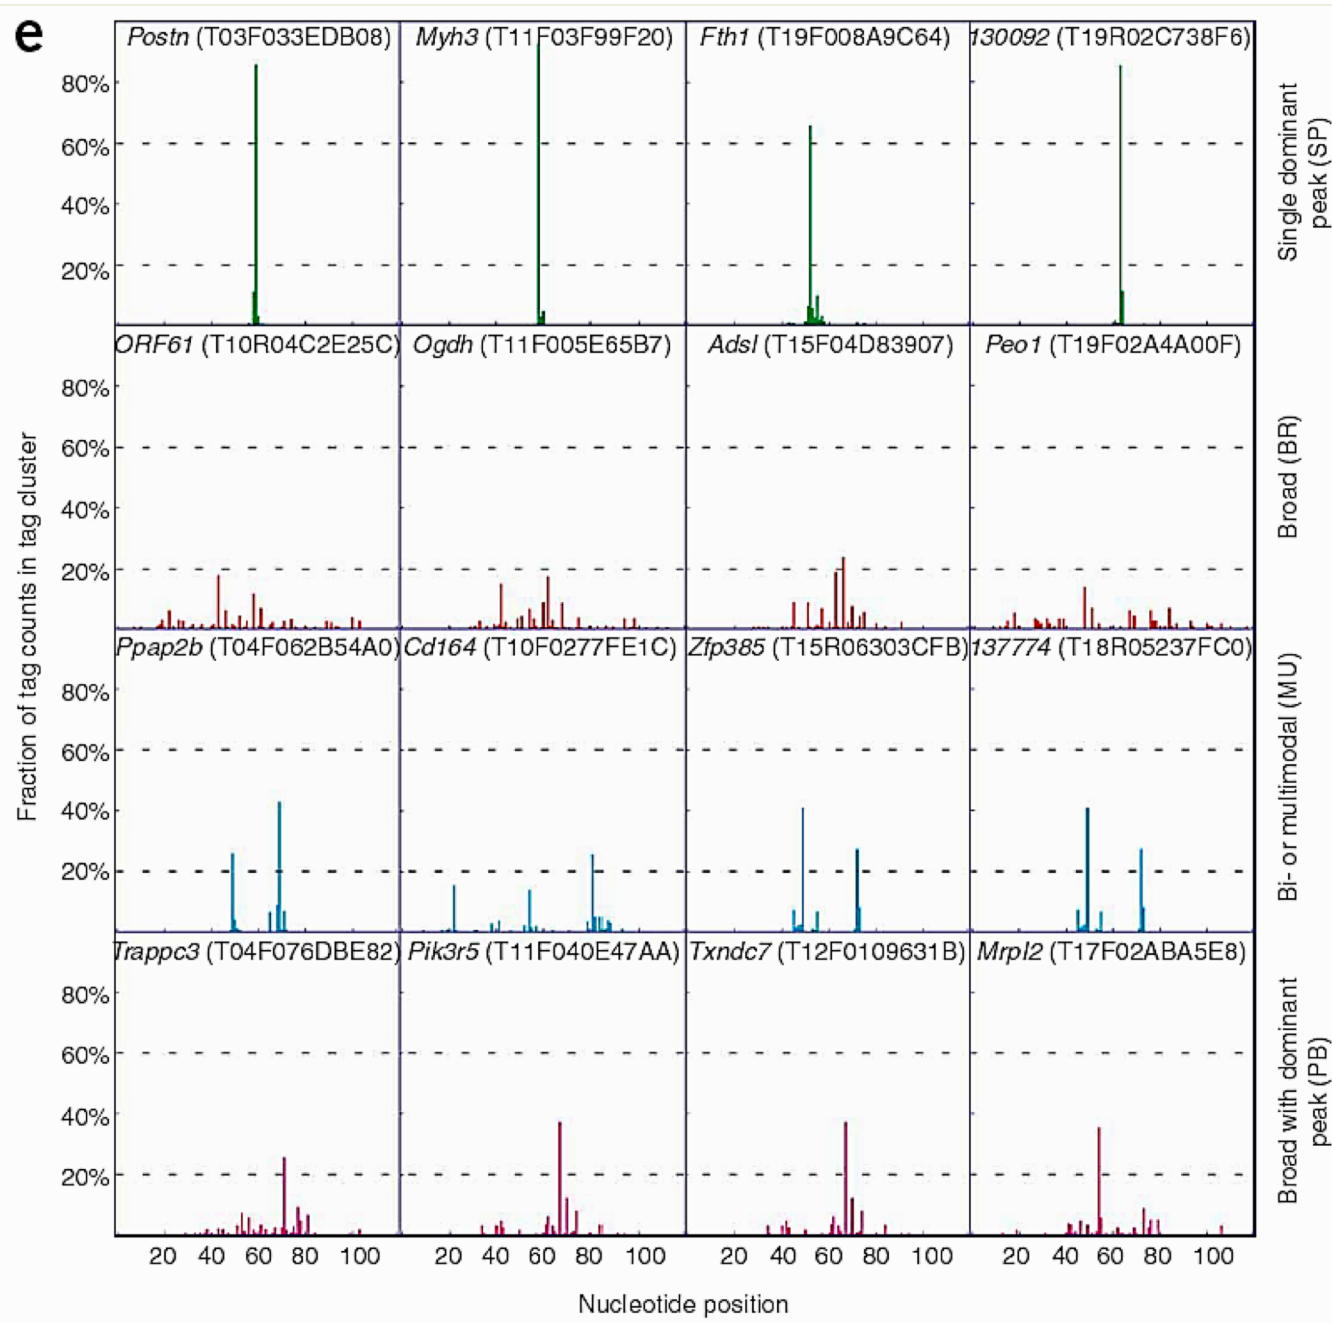 e
Postn (T03F033EDB08)
Myh3 (T11F03F99F20)
Fth1 (T19F008A9C64)
130092 (T19R02C738F6)
80%
60%
40%
20%
Single dominant
peak (SP)
ORF61 (T10R04C2E25C)
Ogdh (T11F005E65B7)
Adsl (T15F04D83907)
Peo1 (T19F02A4A00F)
80%
60%
40%
20%
Broad (BR)
Fraction of tag counts in tag cluster
Ppap2b (T04F062B54A0)
Cd164 (T10F0277FE1C)
Zfp385 (T15R06303CFB)
137774 (T18R05237FC0)
80%
60%
40%
20%
Bi- or multimodal (MU)
Trappc3 (T04F076DBE82)
Pik3r5 (T11F040E47AA)
Txndc7 (T12F0109631B)
Mrpl2 (T17F02ABA5E8)
80%
60%
40%
20%
Broad with dominant
peak (PB)
20 40 60 80 100
20 40 60 80 100
20 40 60 80 100
20 40 60 80 100
Nucleotide position